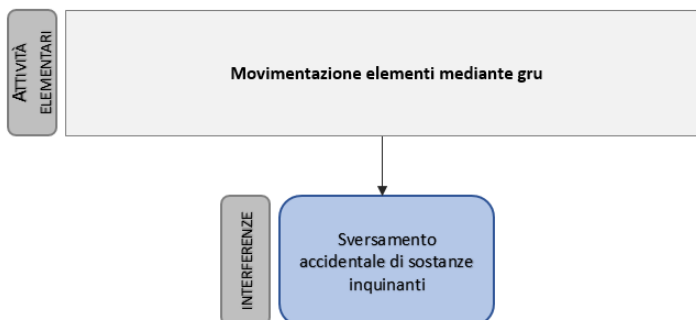 ATTIVITÀ
ELEMENTARI
Movimentazione elementi mediante gru
INTERFERENZE
Sversamento
accidentale di sostanze
inquinanti